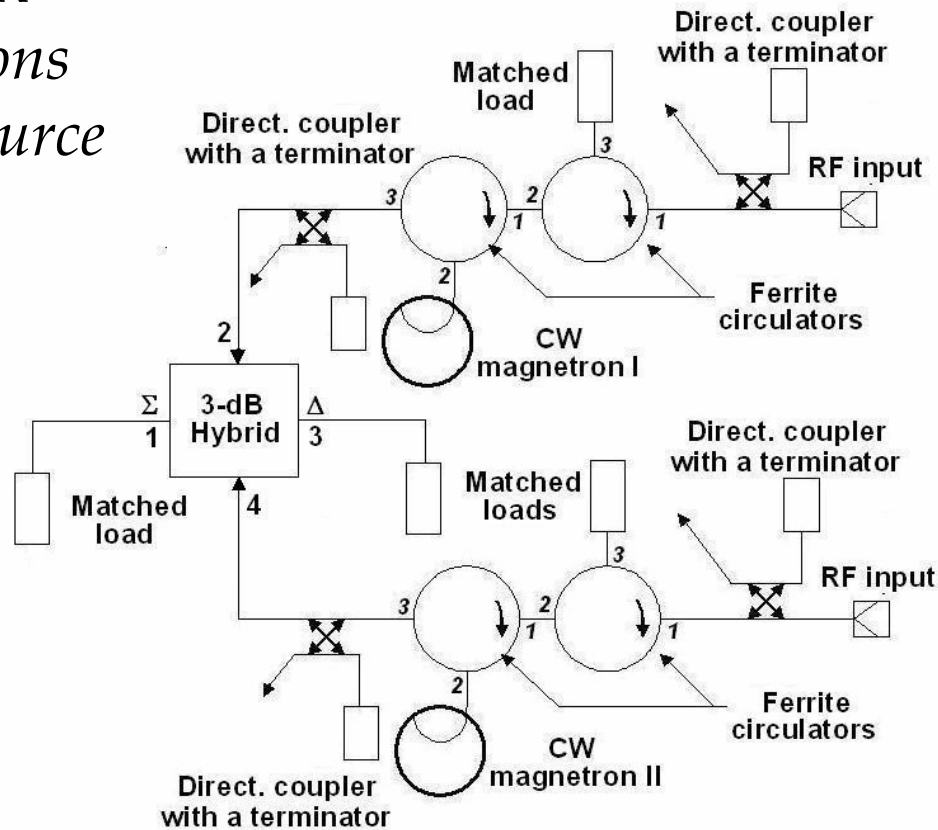 ons
ource
Direct. coupler
with a terminator
Matched
load
3
RF input
Direct. coupler
with a terminator
3
1
2
1
2
Ferrite
circulators
CW
magnetron I
2
Σ
1
3-dB
Hybrid
Δ
3
4
Matched
load
Direct. coupler
with a terminator
Matched
loads
3
RF input
3
1
2
1
2
Ferrite
circulators
CW
magnetron II
Direct. coupler
with a terminator